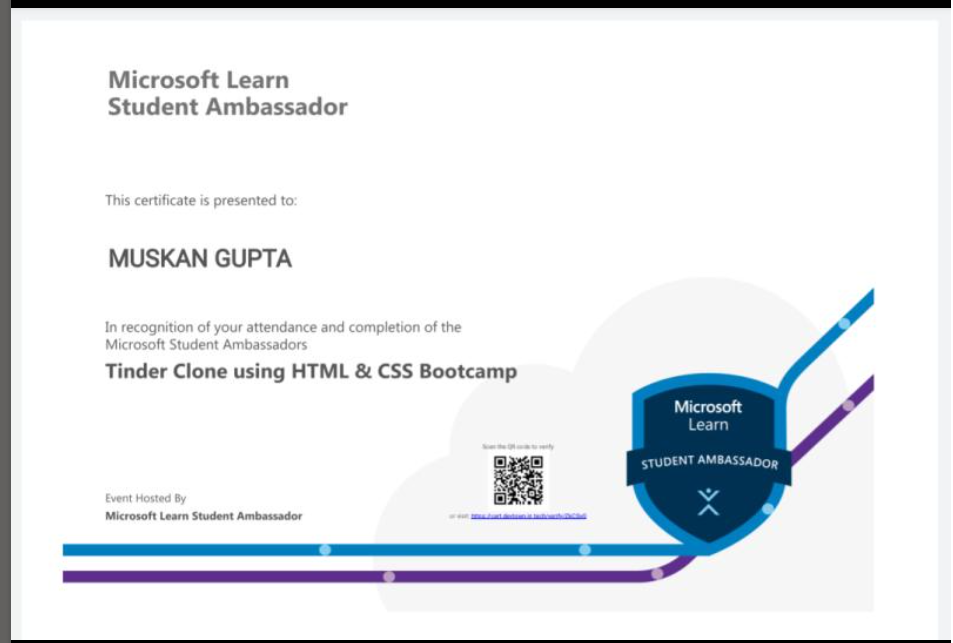 Microsoft Learn
Student Ambassador
This certificate is presented to:
MUSKAN GUPTA
In recognition of your attendance and completion of the
Microsoft Student Ambassadors
Tinder Clone using HTML & CSS Bootcamp
Scan the QR code to verify
or visit
Event Hosted By
Microsoft Learn Student Ambassador
Microsoft
Learn
STUDENT AMBASSADOR